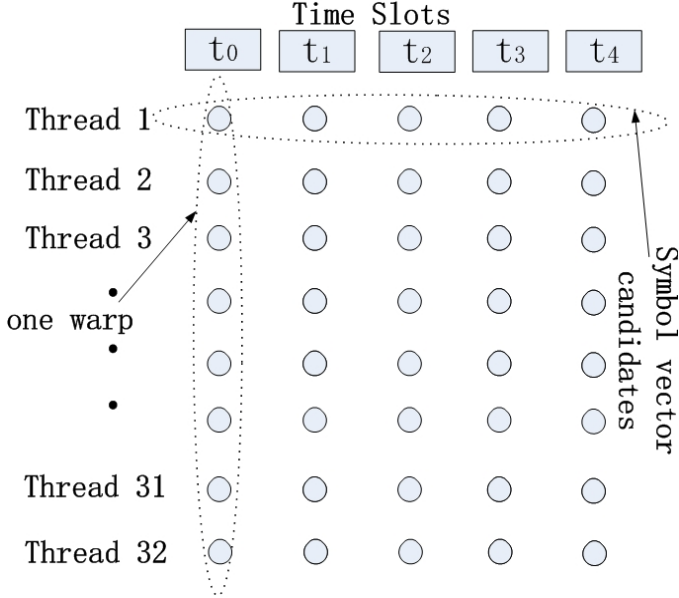 Time Slots
t0 t1 t2 t3 t4
Thread 1
Thread 2
Thread 3
one warp
Thread 31
Thread 32
Symbol vector
candidates